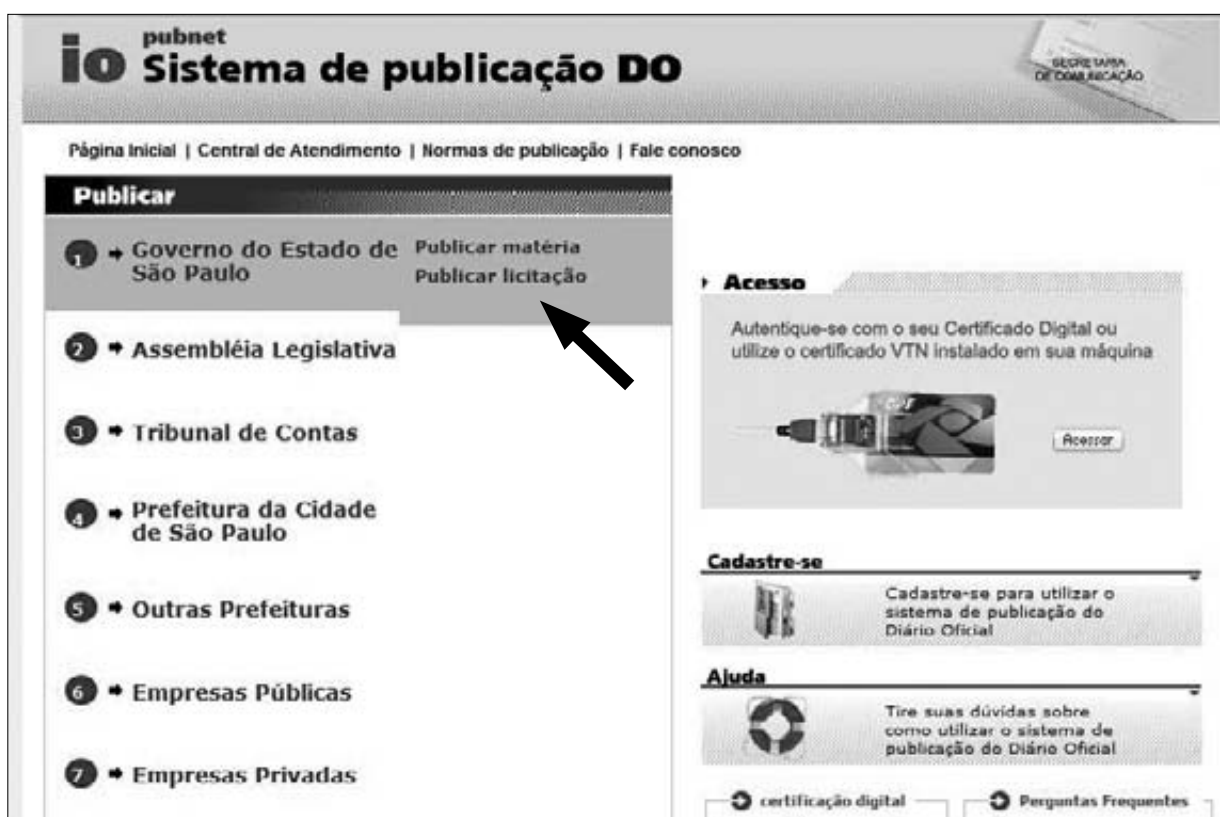 io
pubnet
Sistema de publicação DO
SECRETARIA
DE COMUNICAÇÃO
Página Inicial | Central de Atendimento | Normas de publicação | Fale conosco
Publicar
1 Governo do Estado de
São Paulo
Publicar matéria
Publicar licitação
2 Assembléia Legislativa
3 Tribunal de Contas
4 Prefeitura da Cidade
de São Paulo
5 Outras Prefeituras
6 Empresas Públicas
7 Empresas Privadas
Acesso
Autentique-se com o seu Certificado Digital ou
utilize o certificado VTN instalado em sua máquina
Acessar
Cadastre-se
Cadastre-se para utilizar o
sistema de publicação do
Diário Oficial
Ajuda
Tire suas dúvidas sobre
como utilizar o sistema de
publicação do Diário Oficial
certificação digital
Perguntas Frequentes